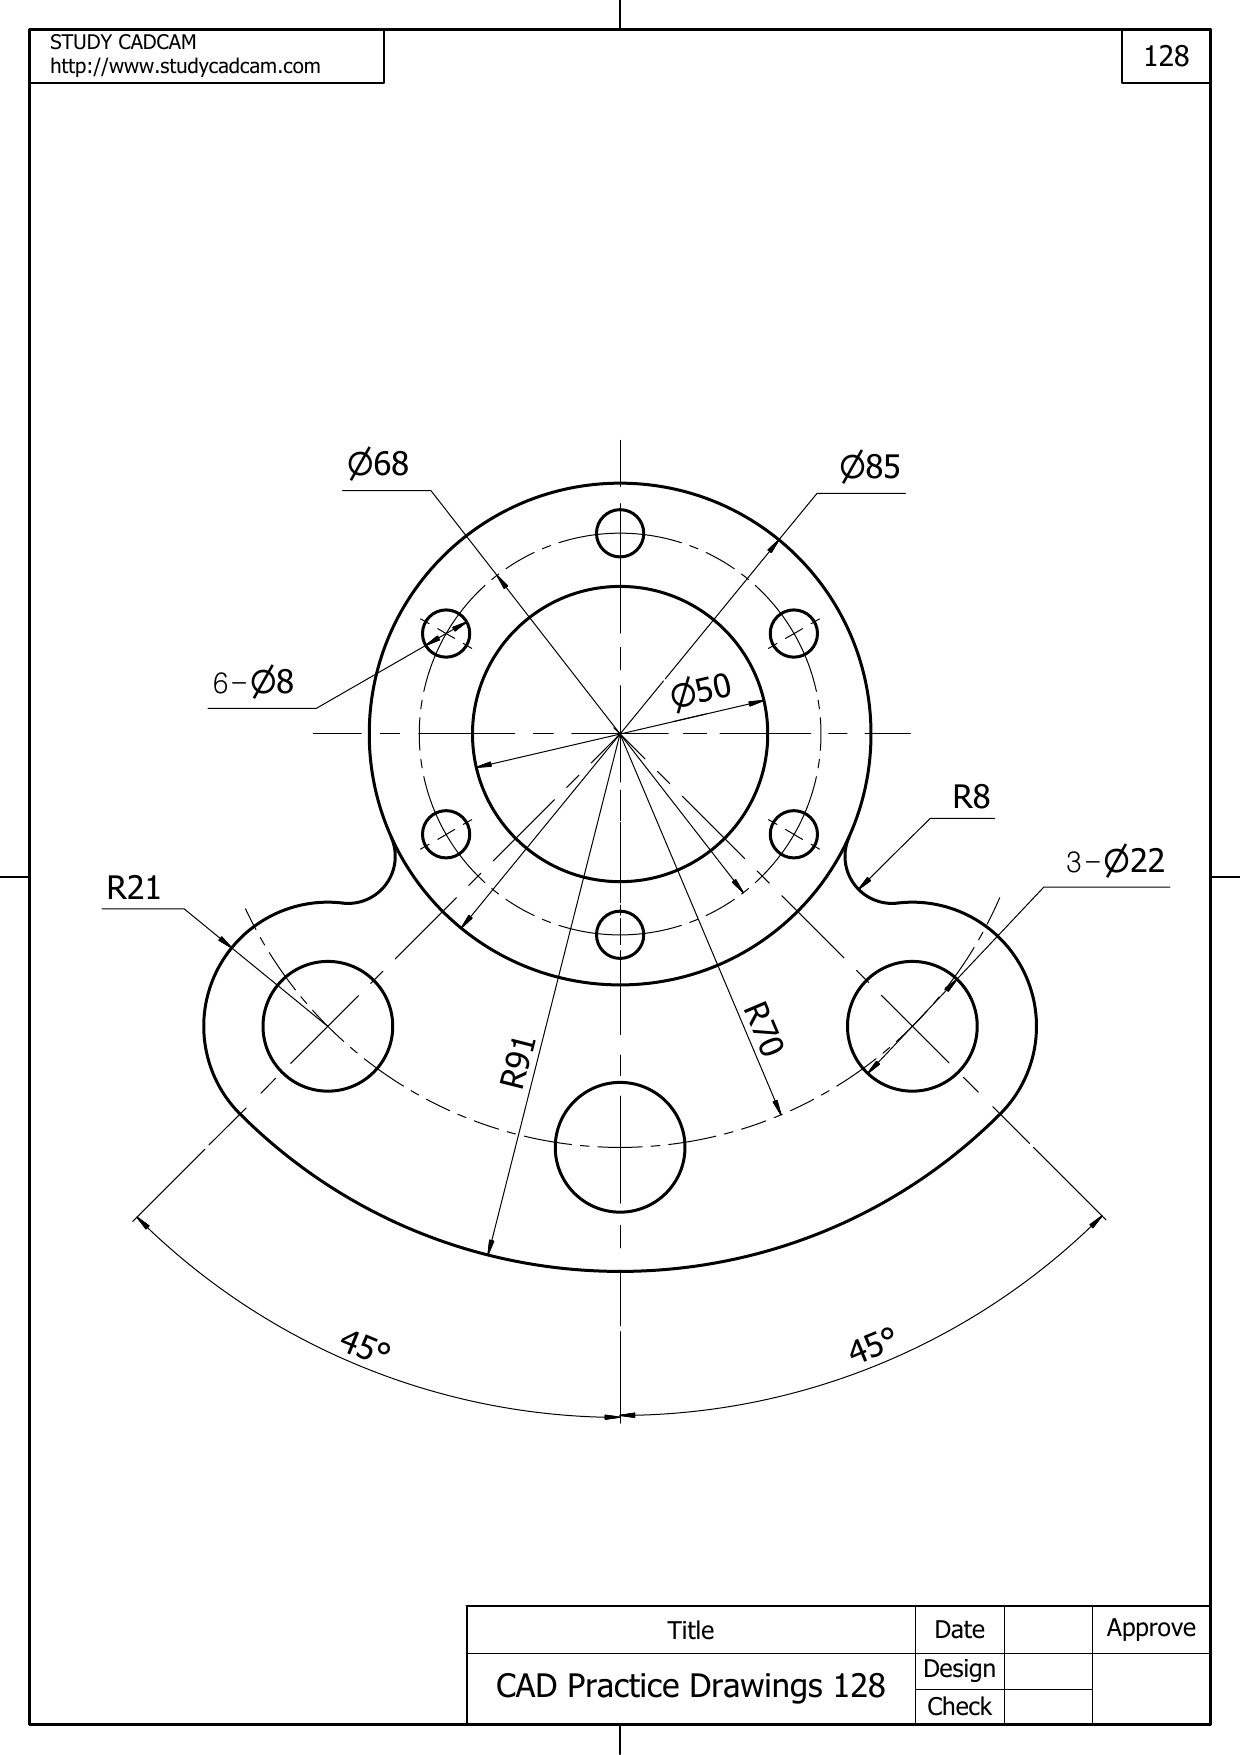 STUDY CADCAM
http://www.studycadcam.com
128
Ø68
Ø85
6-Ø8
Ø50
R8
3-Ø22
R21
R70
R91
45°
45°
Title
Date
Approve
CAD Practice Drawings 128
Design
Check